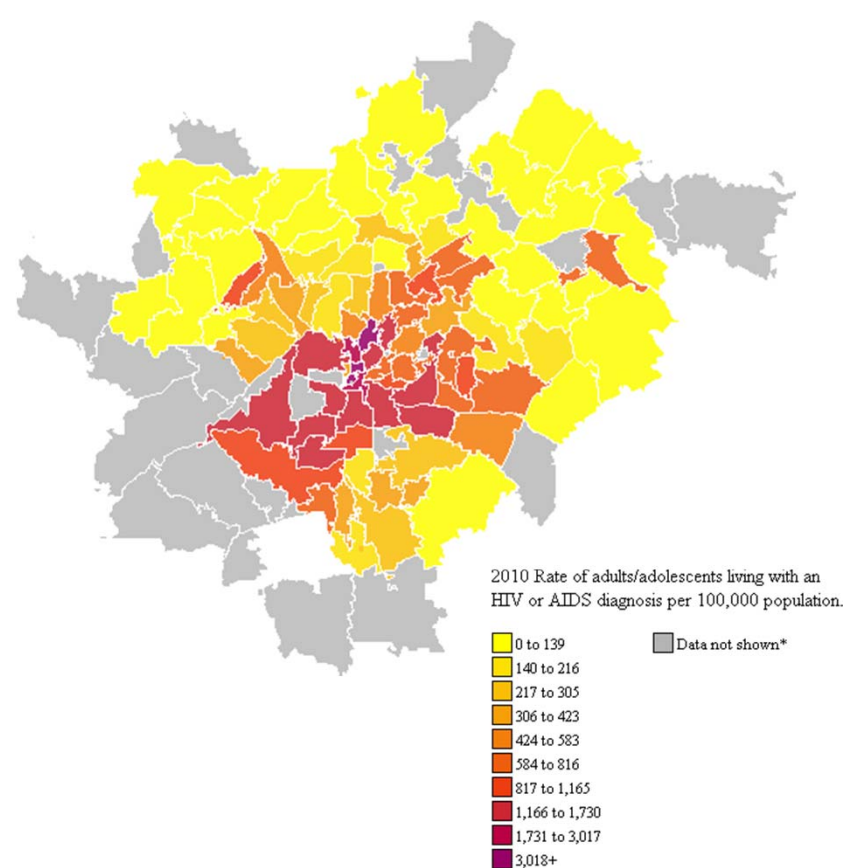 2010 Rate of adults/adolescents living with an
HIV or AIDS diagnosis per 100,000 population.
0 to 139
Data not shown*
140 to 216
217 to 305
306 to 423
424 to 583
584 to 816
817 to 1,165
1,166 to 1,730
1,731 to 3,017
3,018+